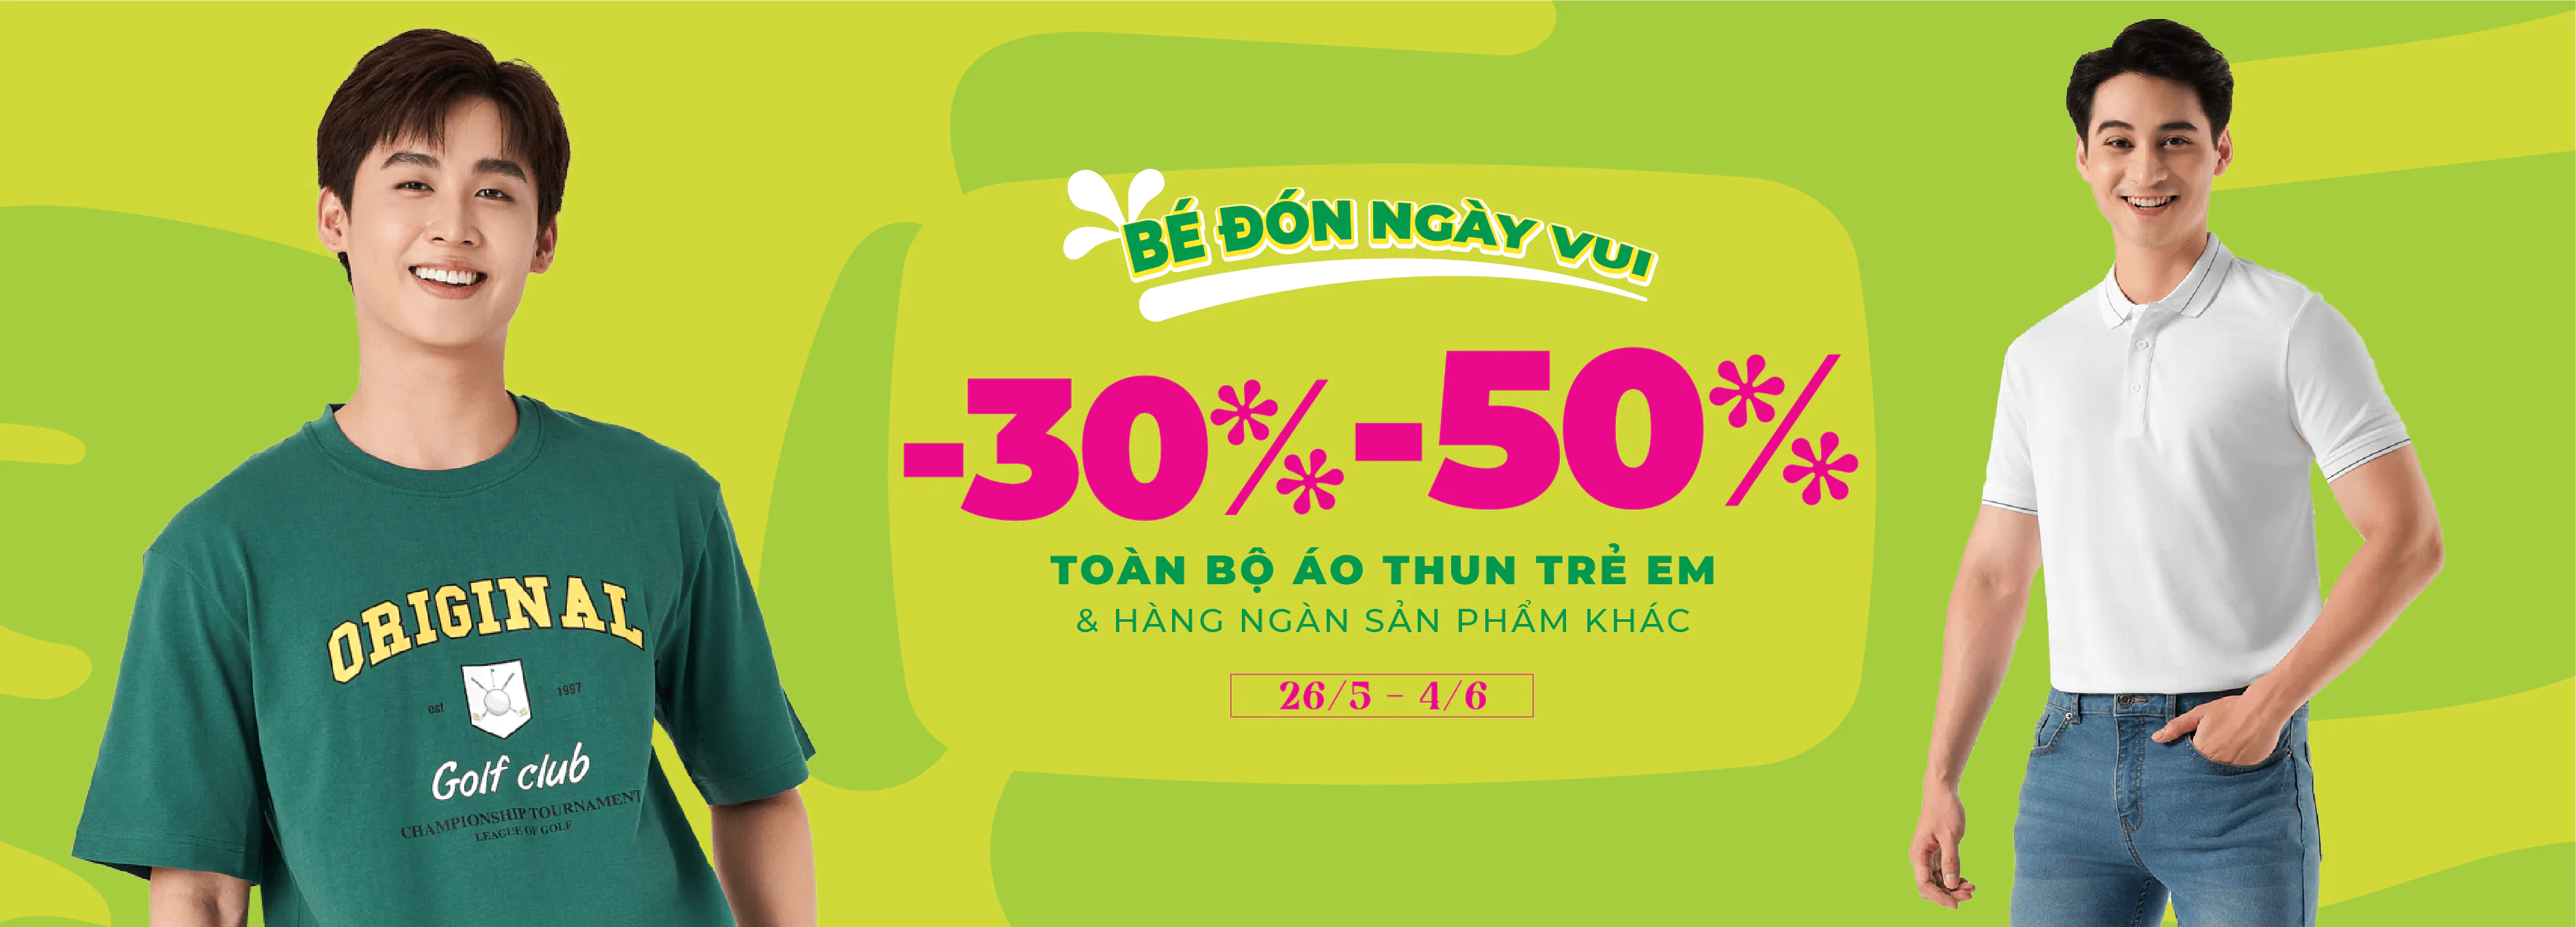 BÉ ĐÓN NGÀY VUI
-30% -50%
TOÀN BỘ ÁO THUN TRẺ EM
& HÀNG NGÀN SẢN PHẨM KHÁC
26/5 – 4/6
ORIGINAL
est 1997
Golf club
CHAMPIONSHIP TOURNAMENT
LEAGUE OF GOLF